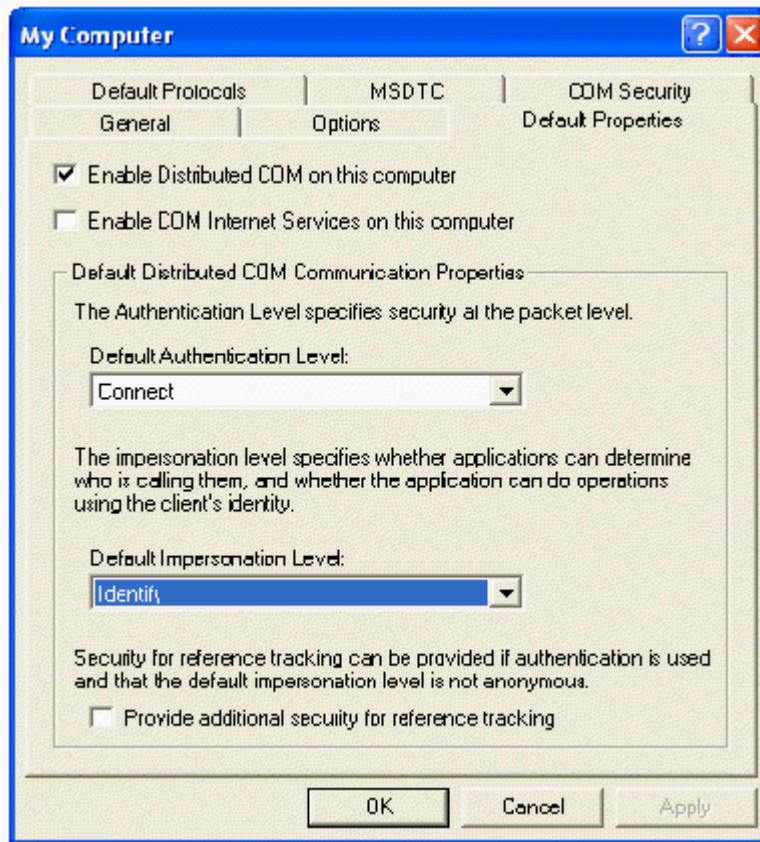 My Computer
Default Protocols MSDTC COM Security
General Options Default Properties
Enable Distributed COM on this computer
Enable COM Internet Services on this computer
Default Distributed COM Communication Properties
The Authentication Level specifies security at the packet level.
Default Authentication Level:
Connect
The impersonation level specifies whether applications can determine
who is calling them, and whether the application can do operations
using the client's identity.
Default Impersonation Level:
Identify
Security for reference tracking can be provided if authentication is used
and that the default impersonation level is not anonymous.
Provide additional security for reference tracking
OK Cancel Apply